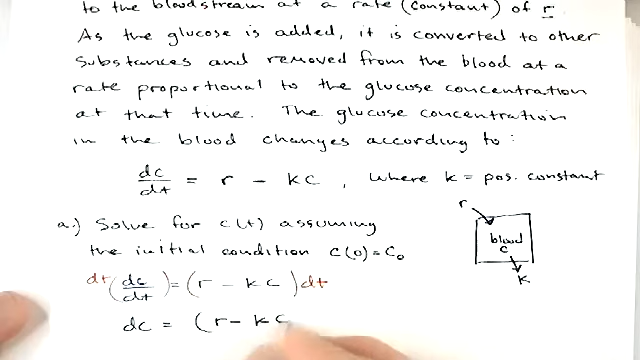 to the bloodstream at a rate (constant) of r
As the glucose is added, it is converted to other
substances and removed from the blood at a
rate proportional to the glucose concentration
at that time. The glucose concentration
in the blood changes according to:
dc/dt = r - kc, where k = pos. constant
a.) Solve for c(t) assuming
the initial condition c(0)=c₀
dt(dc/dt)=(r - kc)dt
dc = (r - kc
r
blood
c
k